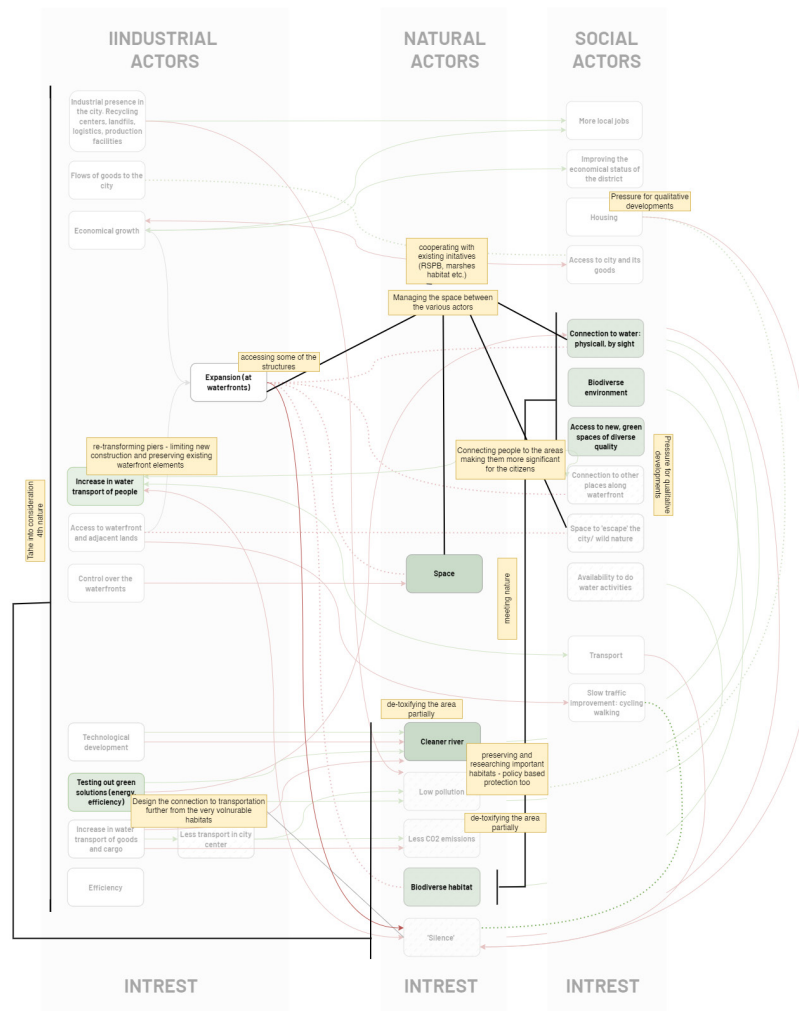 IINDUSTRIAL
ACTORS
NATURAL
ACTORS
SOCIAL
ACTORS
Industrial presence in
the city. Recycling
centers, landfils,
logistics, production
facilities
More local jobs
Flows of goods to the
city
Improving the
economical status of
the district
Pressure for qualitative
developments
Housing
Economical growth
cooperating with
existing initatives
(RSPB, marshes
habitat etc.)
Access to city and its
goods
Managing the space between
the various actors
Connection to water:
physicall, by sight
accessing some of the
structures
Expansion (at
waterfronts)
Biodiverse
environment
Access to new, green
spaces of diverse
quality
re-transforming piers - limiting new
construction and preserving existing
waterfront elements
Connecting people to the areas
making them more significant
for the citizens
Pressure for qualitative
developments
Increase in water
transport of people
Connection to other
places along
waterfront
Tahe into consideration
4th nature
Access to waterfront
and adjacent lands
Space to 'escape' the
city/ wild nature
Control over the
waterfronts
Space
meeting nature
Availability to do
water activities
Transport
Slow traffic
improvement: cycling
walking
de-toxifying the area
partially
Technological
development
Cleaner river
preserving and
researching important
habitats - policy based
protection too
Testing out green
solutions (energy,
efficiency)
Low pollution
Design the connection to transportation
further from the very volnurable
habitats
de-toxifying the area
partially
Increase in water
transport of goods
and cargo
Less transport in city
center
Less CO2 emissions
Efficiency
Biodiverse habitat
'Silence'
INTREST
INTREST
INTREST